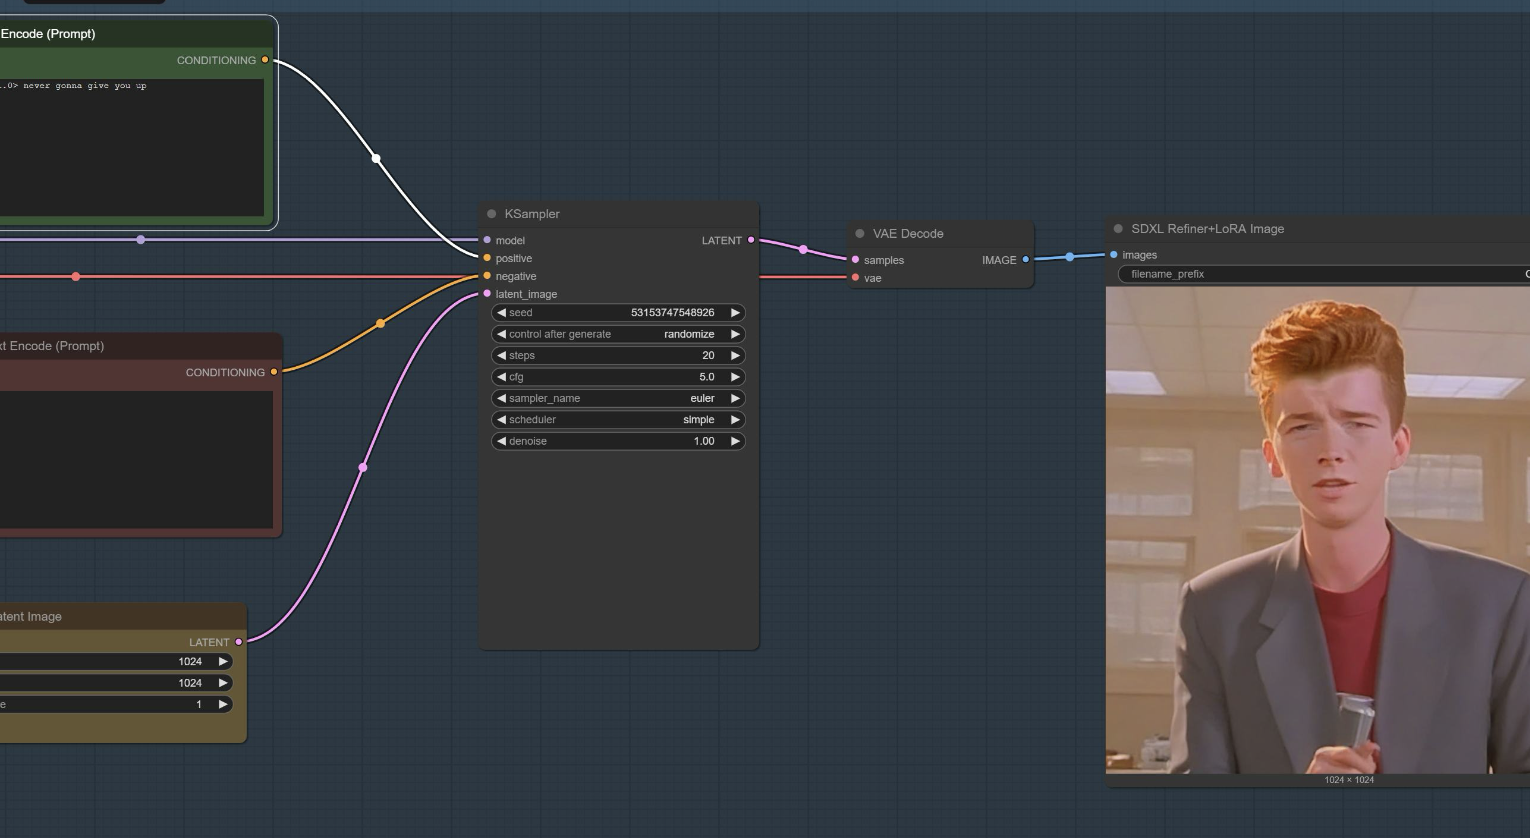 Encode (Prompt)
CONDITIONING
.0> never gonna give you up
KSampler
model
LATENT
positive
negative
latent_image
seed 53153747548926
control after generate randomize
steps 20
cfg 5.0
sampler_name euler
scheduler simple
denoise 1.00
VAE Decode
samples
IMAGE
vae
SDXL Refiner+LoRA Image
images
filename_prefix
1024 × 1024
xt Encode (Prompt)
CONDITIONING
atent Image
LATENT
1024
1024
e 1